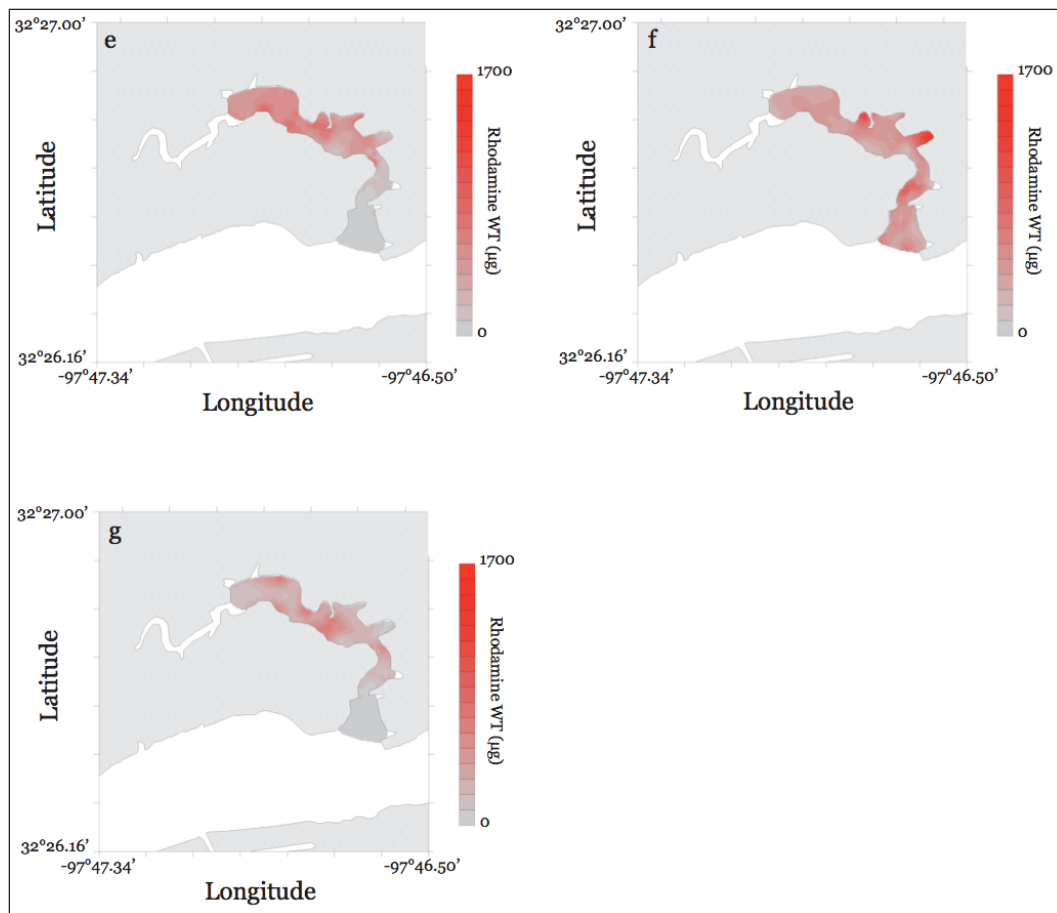 e
32°27.00’
Latitude
32°26.16’
-97°47.34’
-97°46.50’
Longitude
1700
Rhodamine WT (µg)
0
f
32°27.00’
Latitude
32°26.16’
-97°47.34’
-97°46.50’
Longitude
1700
Rhodamine WT (µg)
0
g
32°27.00’
Latitude
32°26.16’
-97°47.34’
-97°46.50’
Longitude
1700
Rhodamine WT (µg)
0